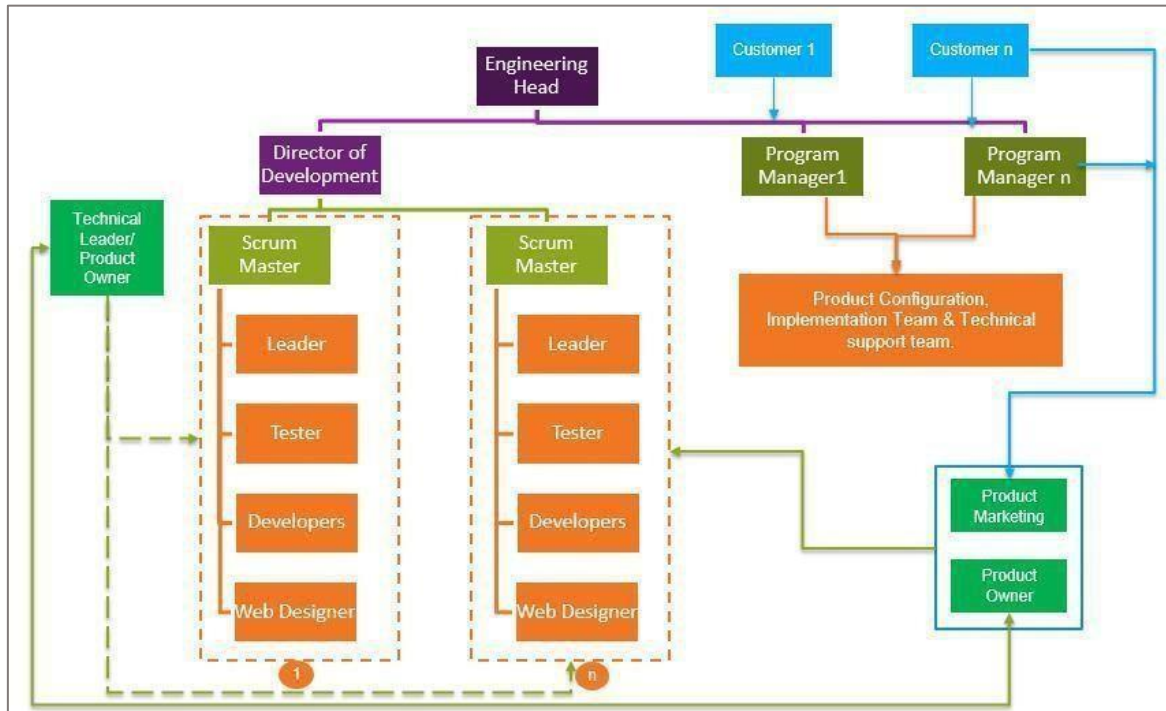 Customer 1
Customer n
Engineering
Head
Director of
Development
Program
Manager1
Program
Manager n
Technical
Leader/
Product
Owner
Scrum
Master
Scrum
Master
Product Configuration,
Implementation Team & Technical
support team.
Leader
Leader
Tester
Tester
Developers
Developers
Product
Marketing
Product
Owner
Web Designer
Web Designer
1
n